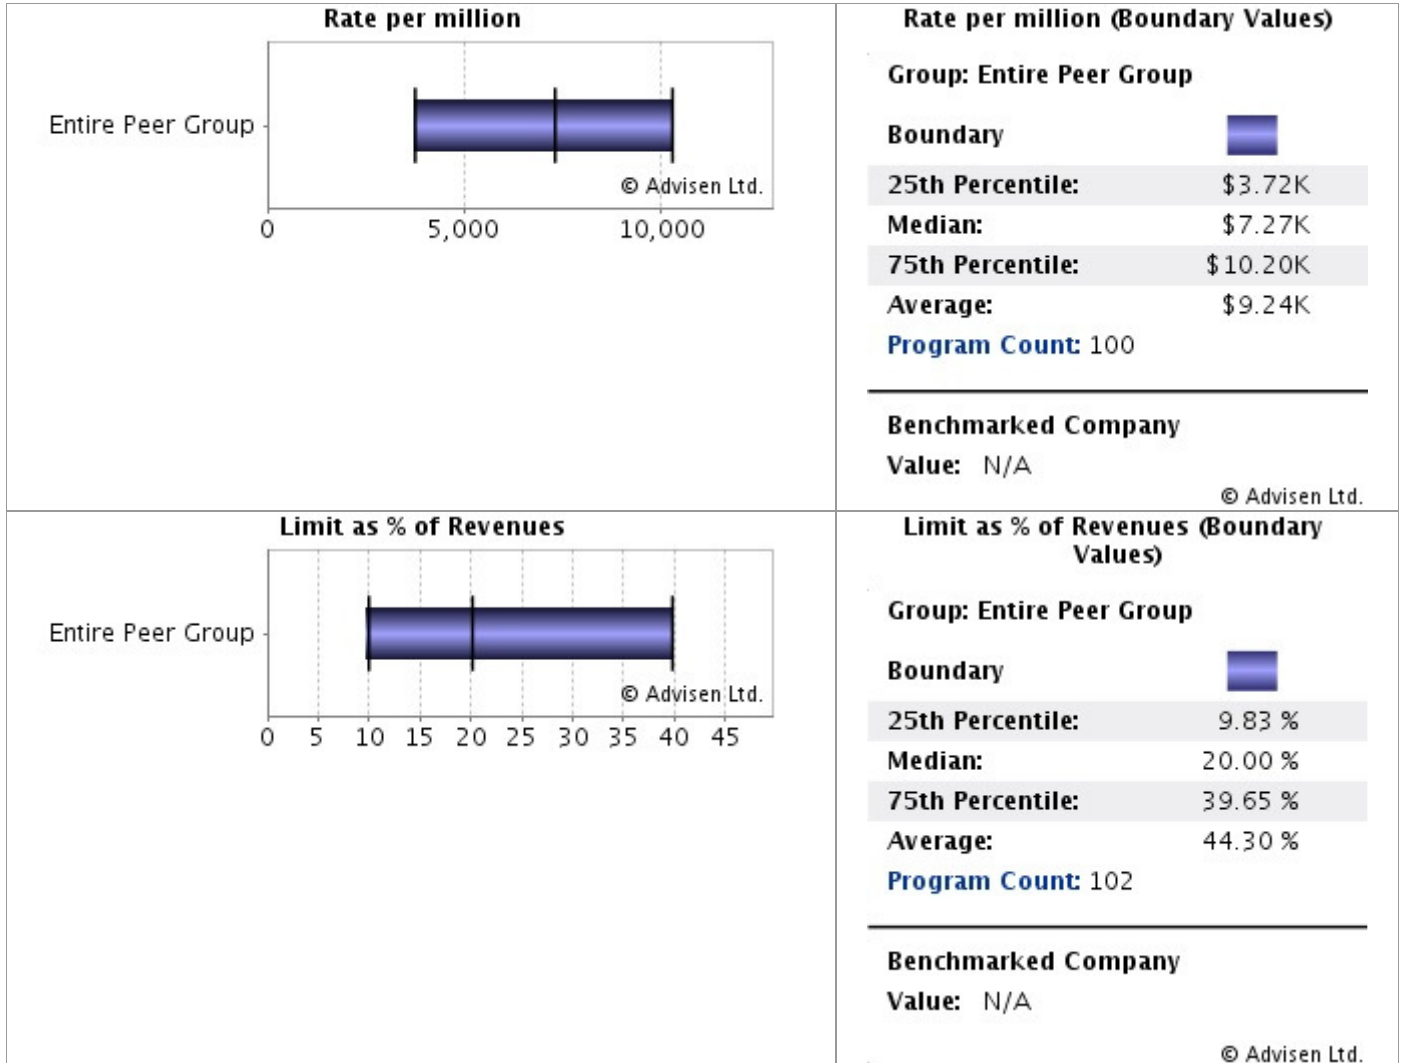 Rate per million
Entire Peer Group
© Advisen Ltd.
0 5,000 10,000
Rate per million (Boundary Values)
Group: Entire Peer Group
Boundary
25th Percentile: $3.72K
Median: $7.27K
75th Percentile: $10.20K
Average: $9.24K
Program Count: 100
Benchmarked Company
Value: N/A
© Advisen Ltd.
Limit as % of Revenues
Entire Peer Group
© Advisen Ltd.
0 5 10 15 20 25 30 35 40 45
Limit as % of Revenues (Boundary
Values)
Group: Entire Peer Group
Boundary
25th Percentile: 9.83 %
Median: 20.00 %
75th Percentile: 39.65 %
Average: 44.30 %
Program Count: 102
Benchmarked Company
Value: N/A
© Advisen Ltd.